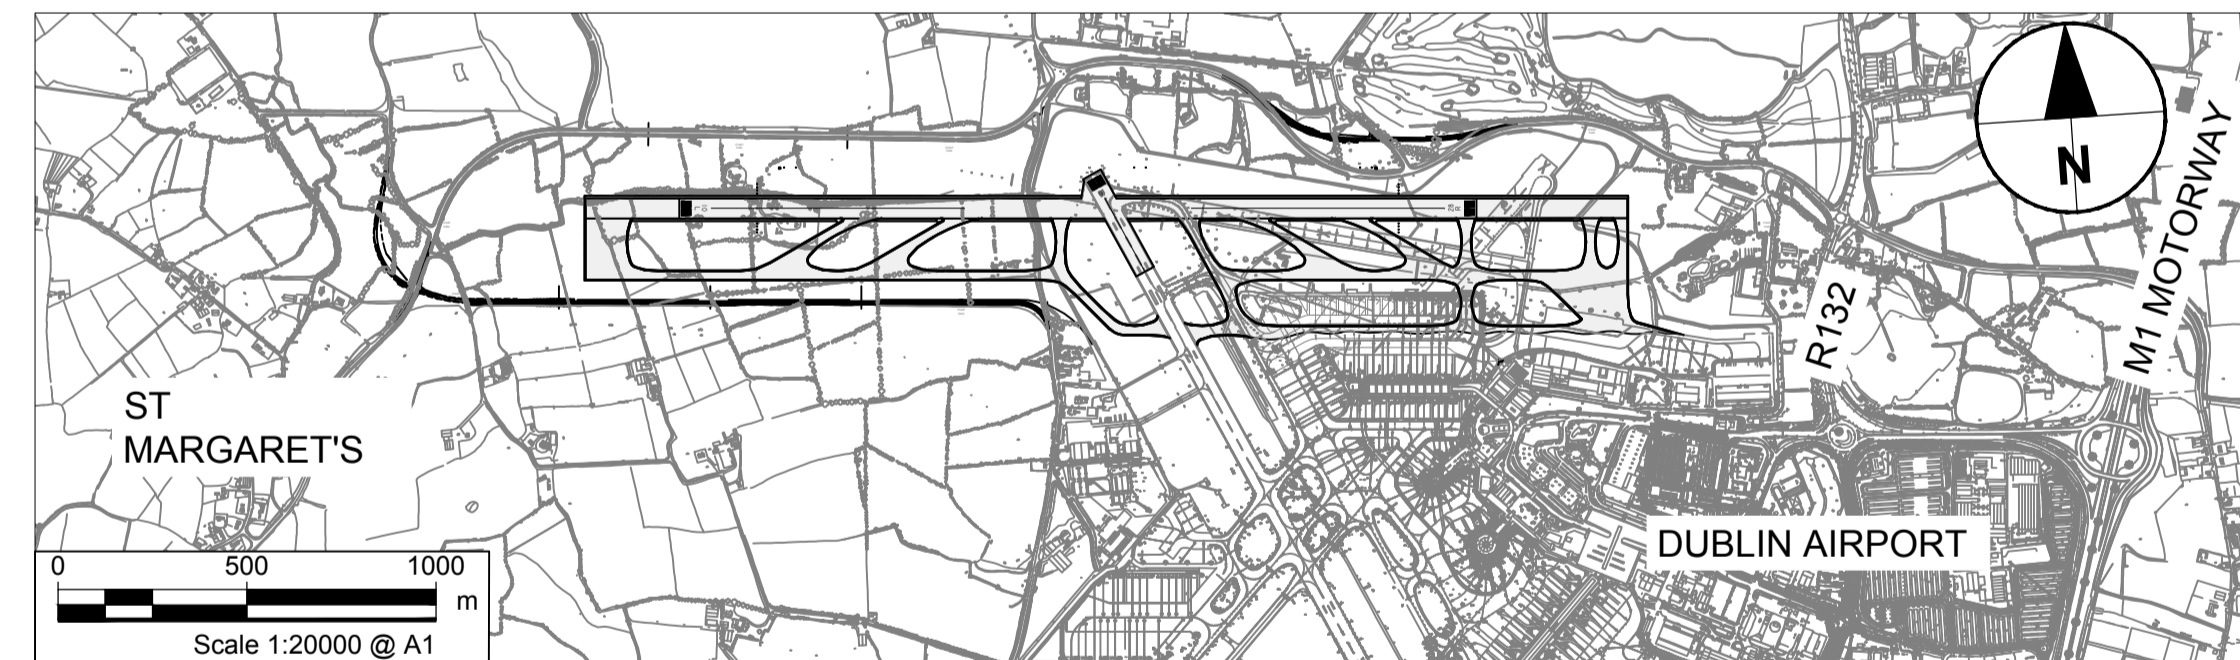 N
M1 MOTORWAY
R132
ST
MARGARET'S
DUBLIN AIRPORT
0 500 1000
m
Scale 1:20000 @ A1